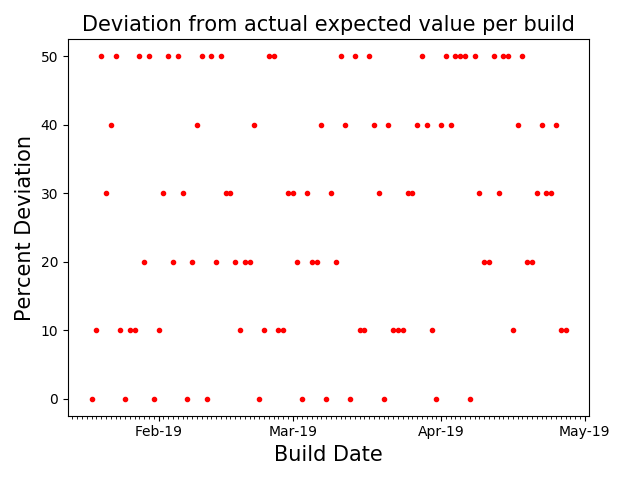 Deviation from actual expected value per build
Percent Deviation
50
40
30
20
10
0
Feb-19 Mar-19 Apr-19 May-19
Build Date